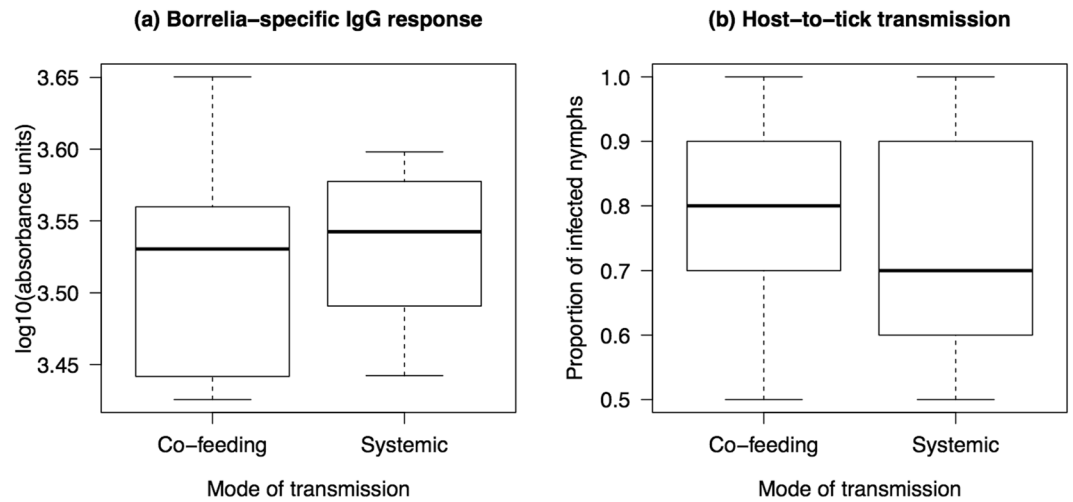 (a) Borrelia−specific IgG response
log10(absorbance units)
3.65
3.60
3.55
3.50
3.45
Co−feeding Systemic
Mode of transmission
(b) Host−to−tick transmission
Proportion of infected nymphs
1.0
0.9
0.8
0.7
0.6
0.5
Co−feeding Systemic
Mode of transmission